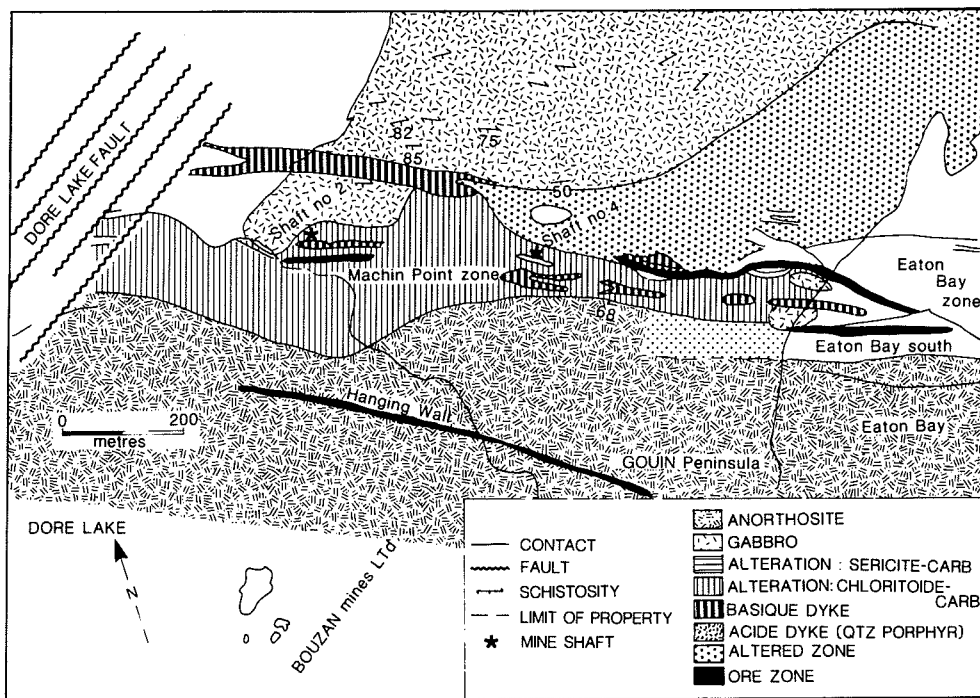 DORE LAKE FAULT
82
75
85
50
Shaft no 2
Shaft no 4
Machin Point zone
Eaton
Bay
zone
68
Eaton Bay south
0 200
metres
Hanging Wall
Eaton Bay
GOUIN Peninsula
DORE LAKE
N
BOUZAN mines LTd
CONTACT
FAULT
SCHISTOSITY
LIMIT OF PROPERTY
MINE SHAFT
ANORTHOSITE
GABBRO
ALTERATION : SERICITE-CARB
ALTERATION: CHLORITOIDE-
CARB
BASIQUE DYKE
ACIDE DYKE (QTZ PORPHYR)
ALTERED ZONE
ORE ZONE